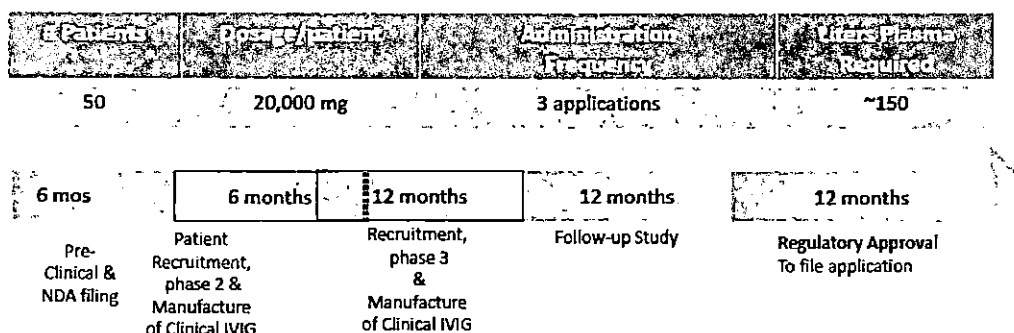 # Patients Dosage/patient Administration Liters Plasma
Frequency Required
50 20,000 mg 3 applications ~150
6 mos 6 months 12 months 12 months 12 months
Pre-
Clinical &
NDA filing
Patient
Recruitment,
phase 2 &
Manufacture
of Clinical IVIG
Recruitment,
phase 3
&
Manufacture
of Clinical IVIG
Follow-up Study
Regulatory Approval
To file application